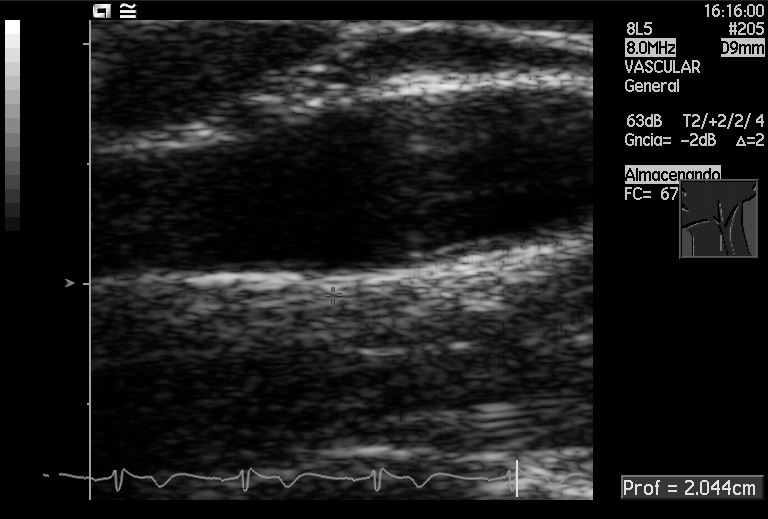 16:16:00
8L5 #205
8.0MHz 09mm
VASCULAR
General
63dB T2/+2/2/ 4
Gncia= -2dB Δ=2
Almacenando
FC= 67
Prof = 2.044cm